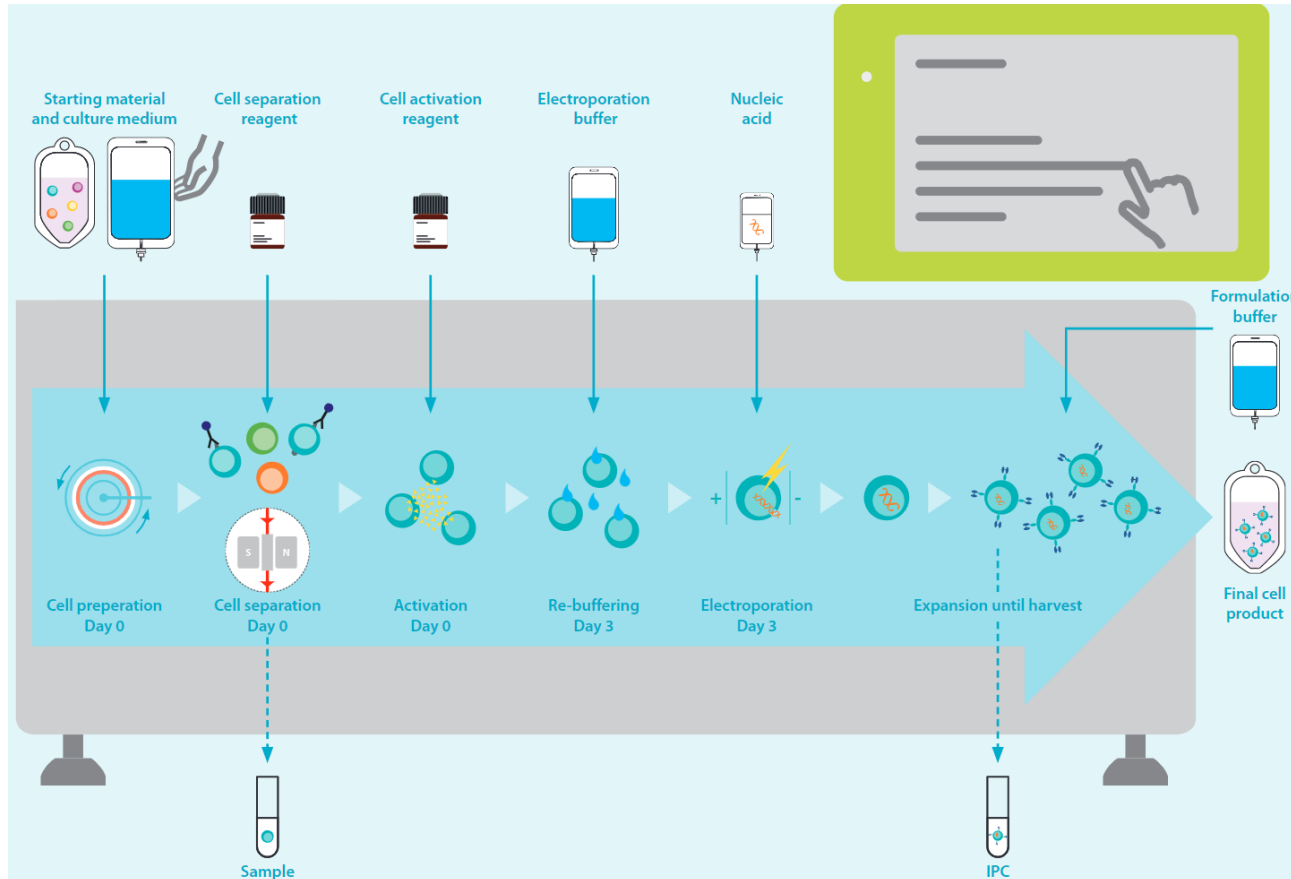 Starting material
and culture medium
Cell separation
reagent
Cell activation
reagent
Electroporation
buffer
Nucleic
acid
Formulation
buffer
S
N
+
-
Cell preperation
Day 0
Cell separation
Day 0
Activation
Day 0
Re-buffering
Day 3
Electroporation
Day 3
Expansion until harvest
Final cell
product
Sample
IPC